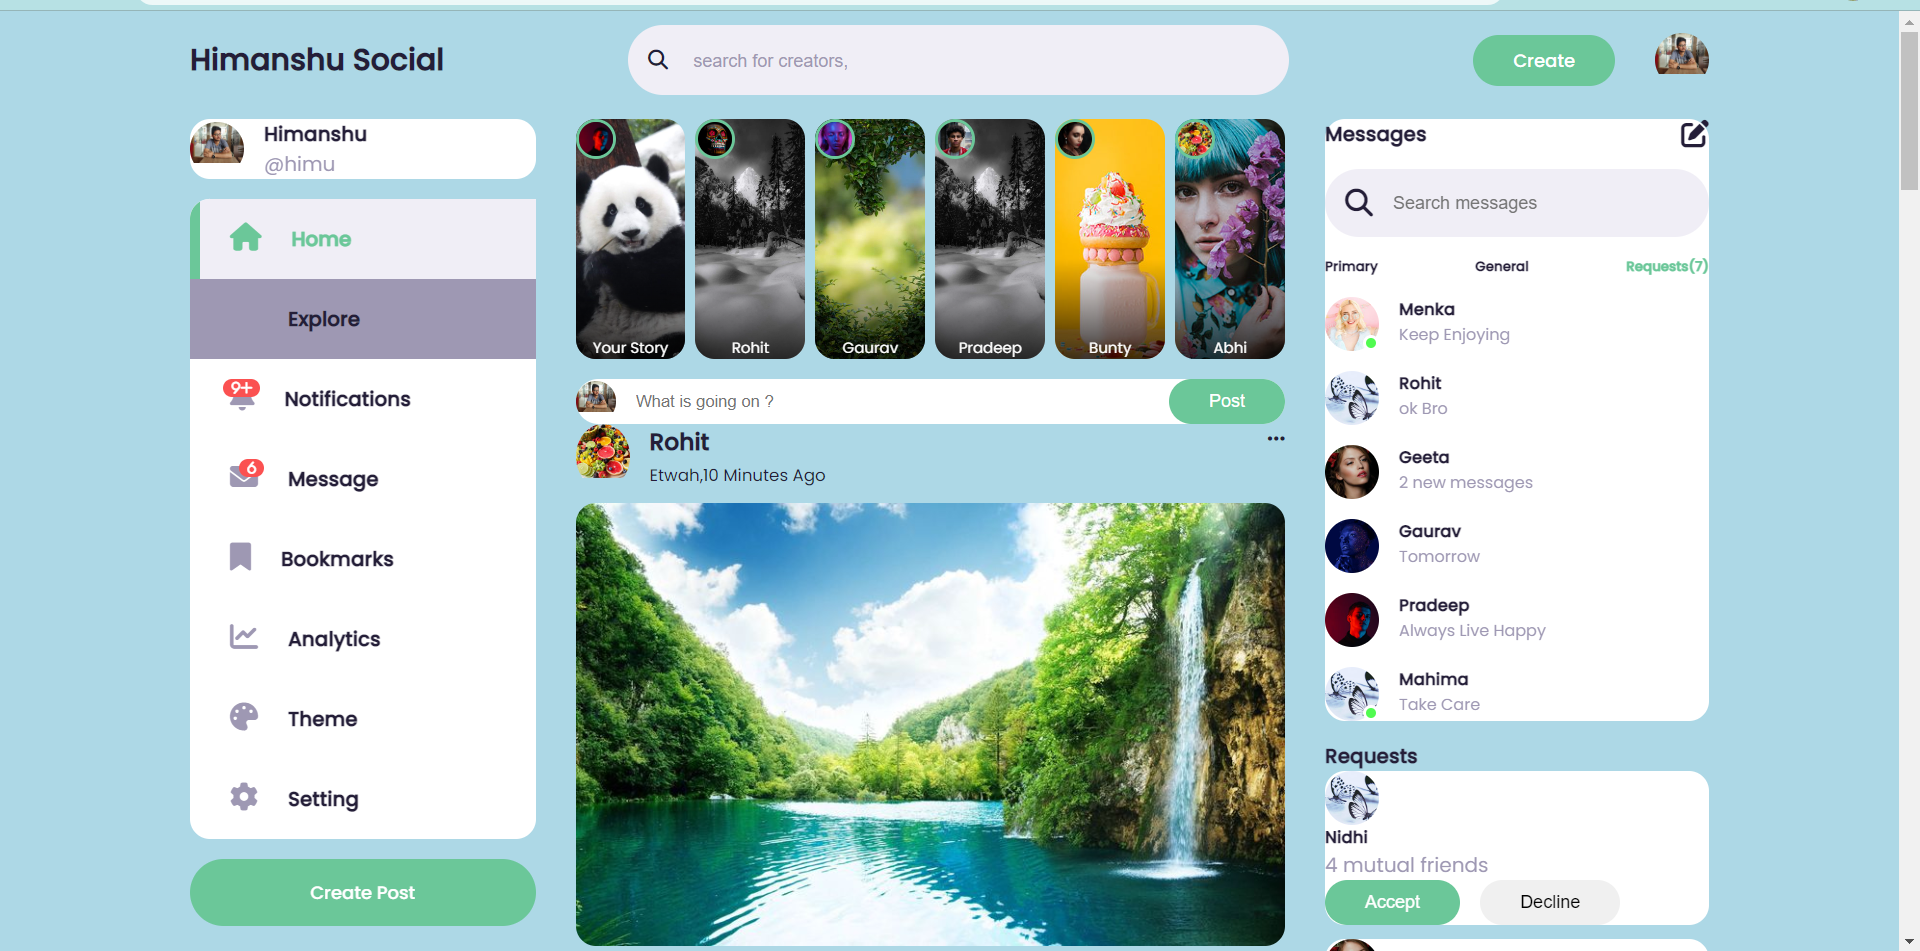 Himanshu Social
search for creators,
Create
Himanshu
@himu
Home
Explore
9+
Notifications
6
Message
Bookmarks
Analytics
Theme
Setting
Create Post
Your Story
Rohit
Gaurav
Pradeep
Bunty
Abhi
What is going on ?
Post
Rohit
Etwah,10 Minutes Ago
Messages
Search messages
Primary
General
Requests(7)
Menka
Keep Enjoying
Rohit
ok Bro
Geeta
2 new messages
Gaurav
Tomorrow
Pradeep
Always Live Happy
Mahima
Take Care
Requests
Nidhi
4 mutual friends
Accept
Decline